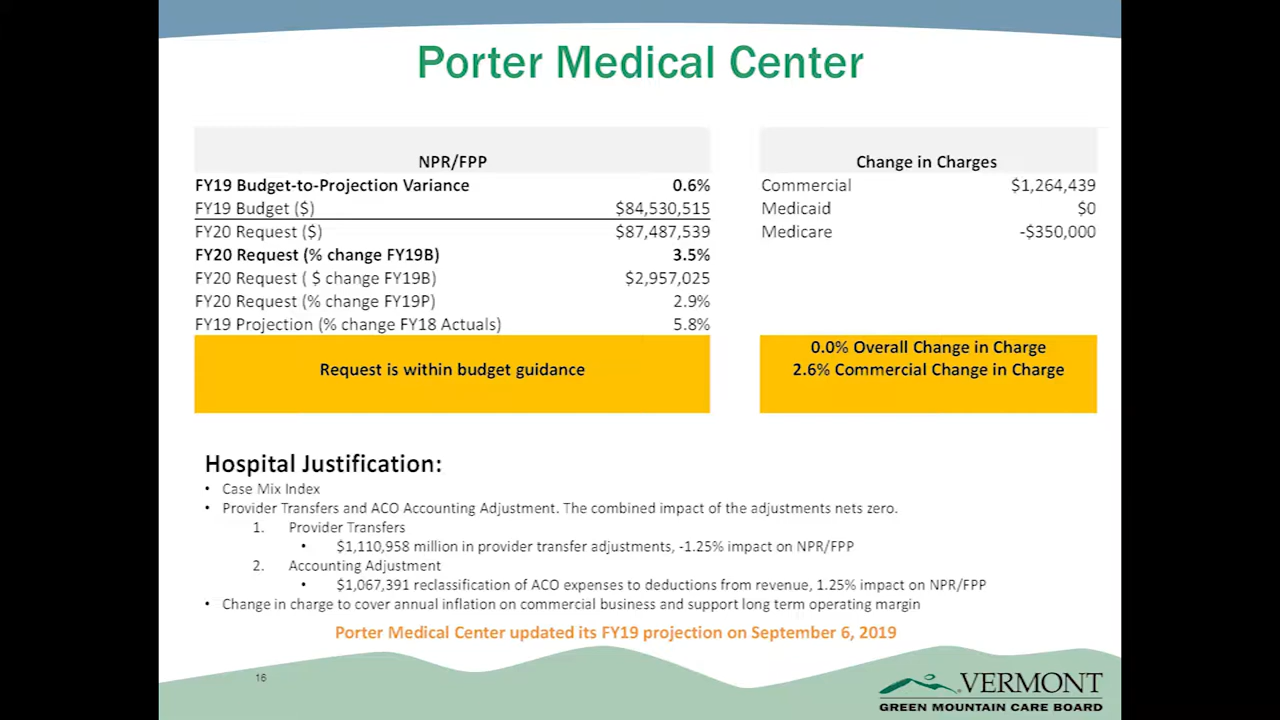 Porter Medical Center
NPR/FPP
FY19 Budget-to-Projection Variance 0.6%
FY19 Budget ($) $84,530,515
FY20 Request ($) $87,487,539
FY20 Request (% change FY19B) 3.5%
FY20 Request ( $ change FY19B) $2,957,025
FY20 Request (% change FY19P) 2.9%
FY19 Projection (% change FY18 Actuals) 5.8%
Request is within budget guidance
Change in Charges
Commercial $1,264,439
Medicaid $0
Medicare -$350,000
0.0% Overall Change in Charge
2.6% Commercial Change in Charge
Hospital Justification:
• Case Mix Index
• Provider Transfers and ACO Accounting Adjustment. The combined impact of the adjustments nets zero.
1. Provider Transfers
• $1,110,958 million in provider transfer adjustments, -1.25% impact on NPR/FPP
2. Accounting Adjustment
• $1,067,391 reclassification of ACO expenses to deductions from revenue, 1.25% impact on NPR/FPP
• Change in charge to cover annual inflation on commercial business and support long term operating margin
Porter Medical Center updated its FY19 projection on September 6, 2019
16
VERMONT
GREEN MOUNTAIN CARE BOARD